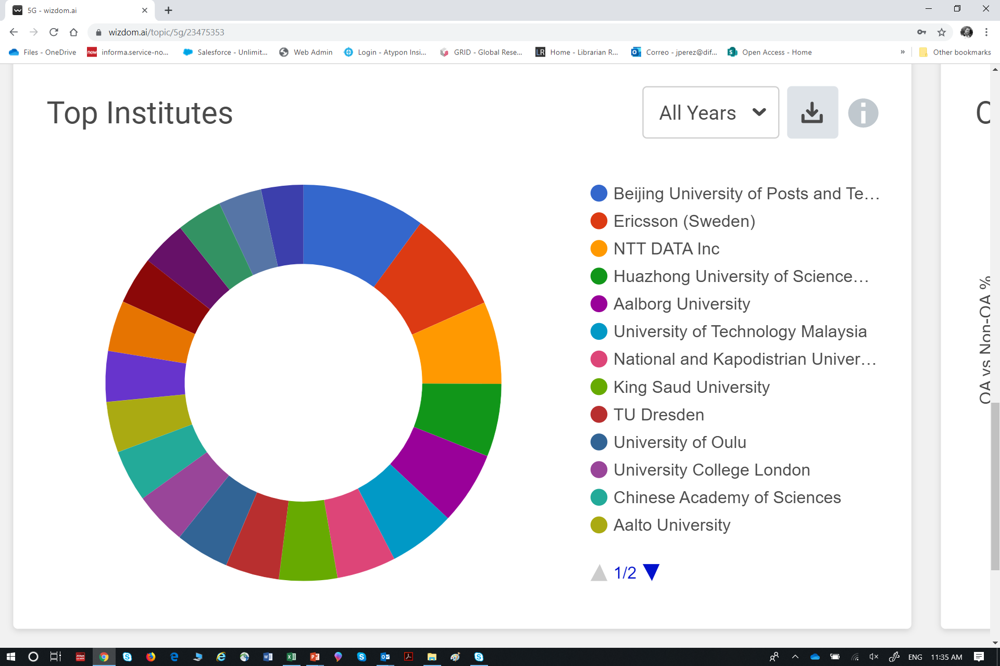 5G - wizdom.ai
wizdom.ai/topic/5g/23475353
Files - OneDrive
now
informa.service-no...
Salesforce - Unlimit...
Web Admin
Login - Atypon Insi...
GRID - Global Rese...
LR
Home - Librarian R...
Correo - jperez@dif...
Open Access - Home
»
Other bookmarks
Top Institutes
All Years
Beijing University of Posts and Te...
Ericsson (Sweden)
NTT DATA Inc
Huazhong University of Science...
Aalborg University
University of Technology Malaysia
National and Kapodistrian Univer...
King Saud University
TU Dresden
University of Oulu
University College London
Chinese Academy of Sciences
Aalto University
1/2
OA vs Non-OA %
ENG
11:35 AM